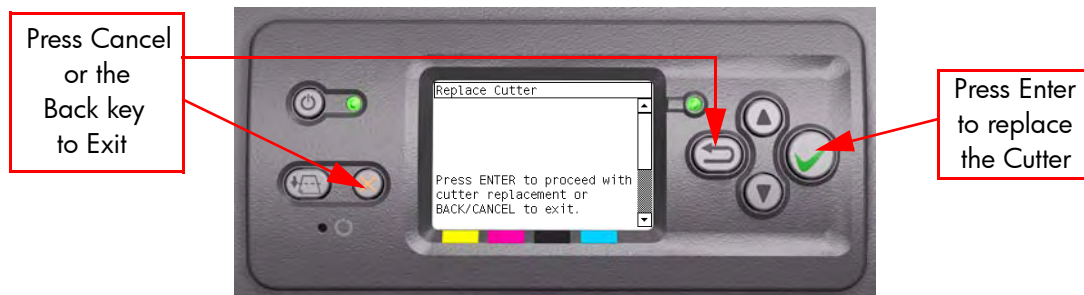 Press Cancel
or the
Back key
to Exit
Replace Cutter
Press ENTER to proceed with
cutter replacement or
BACK/CANCEL to exit.
Press Enter
to replace
the Cutter